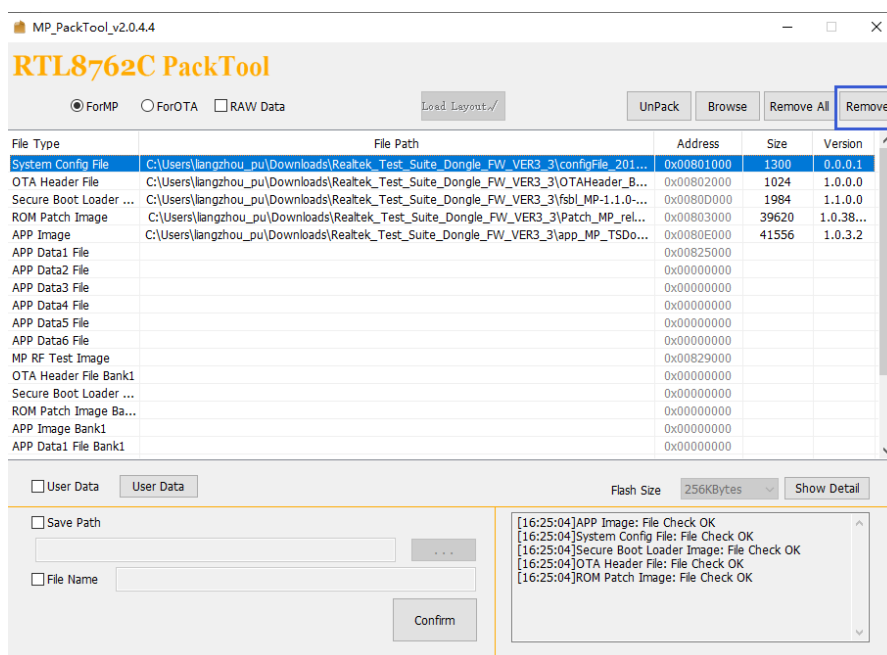 MP_PackTool_v2.0.4.4
RTL8762C PackTool
ForMP ForOTA RAW Data Load Layout./ UnPack Browse Remove All Remove
File Type File Path Address Size Version
System Config File C:\Users\liangzhou_pu\Downloads\Realtek_Test_Suite_Dongle_FW_VER3_3\configFile_201... 0x00801000 1300 0.0.0.1
OTA Header File C:\Users\liangzhou_pu\Downloads\Realtek_Test_Suite_Dongle_FW_VER3_3\OTAHeader_B... 0x00802000 1024 1.0.0.0
Secure Boot Loader ... C:\Users\liangzhou_pu\Downloads\Realtek_Test_Suite_Dongle_FW_VER3_3\fsbl_MP-1.1.0-... 0x0080D000 1984 1.1.0.0
ROM Patch Image C:\Users\liangzhou_pu\Downloads\Realtek_Test_Suite_Dongle_FW_VER3_3\Patch_MP_rel... 0x00803000 39620 1.0.38...
APP Image C:\Users\liangzhou_pu\Downloads\Realtek_Test_Suite_Dongle_FW_VER3_3\app_MP_TSDo... 0x0080E000 41556 1.0.3.2
APP Data1 File 0x00825000
APP Data2 File 0x00000000
APP Data3 File 0x00000000
APP Data4 File 0x00000000
APP Data5 File 0x00000000
APP Data6 File 0x00000000
MP RF Test Image 0x00829000
OTA Header File Bank1 0x00000000
Secure Boot Loader ... 0x00000000
ROM Patch Image Ba... 0x00000000
APP Image Bank1 0x00000000
APP Data1 File Bank1 0x00000000
User Data User Data Flash Size 256KBytes Show Detail
Save Path
...
File Name
Confirm
[16:25:04]APP Image: File Check OK
[16:25:04]System Config File: File Check OK
[16:25:04]Secure Boot Loader Image: File Check OK
[16:25:04]OTA Header File: File Check OK
[16:25:04]ROM Patch Image: File Check OK